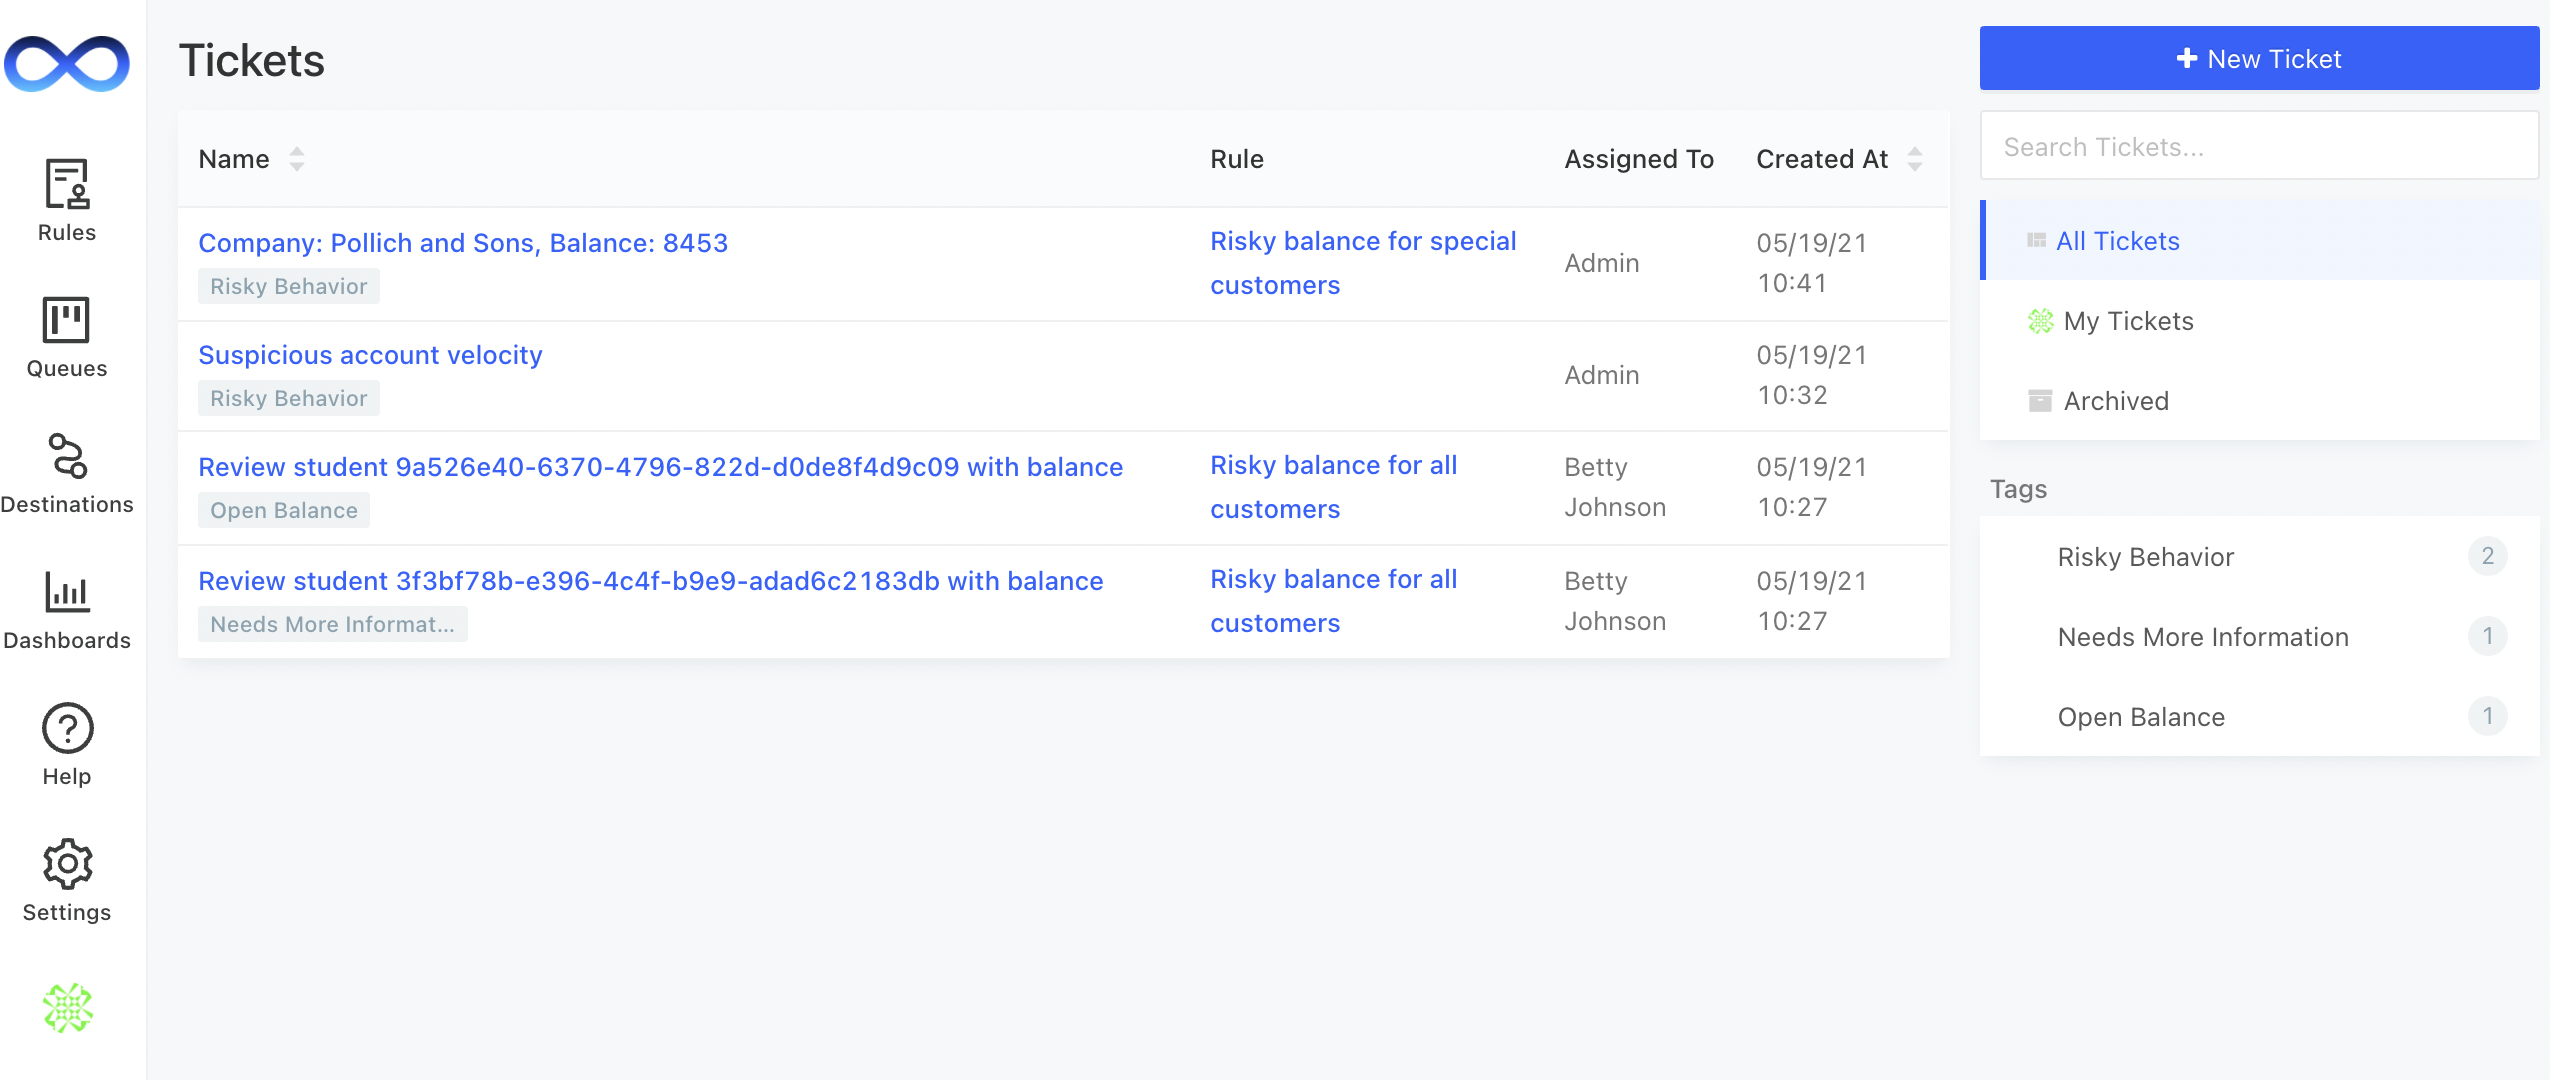 Rules
Queues
Destinations
Dashboards
Help
Settings
Tickets
Name
Rule
Assigned To
Created At
Company: Pollich and Sons, Balance: 8453
Risky Behavior
Risky balance for special
customers
Admin
05/19/21
10:41
Suspicious account velocity
Risky Behavior
Admin
05/19/21
10:32
Review student 9a526e40-6370-4796-822d-d0de8f4d9c09 with balance
Open Balance
Risky balance for all
customers
Betty
Johnson
05/19/21
10:27
Review student 3f3bf78b-e396-4c4f-b9e9-adad6c2183db with balance
Needs More Informat...
Risky balance for all
customers
Betty
Johnson
05/19/21
10:27
New Ticket
Search Tickets...
All Tickets
My Tickets
Archived
Tags
Risky Behavior 2
Needs More Information 1
Open Balance 1